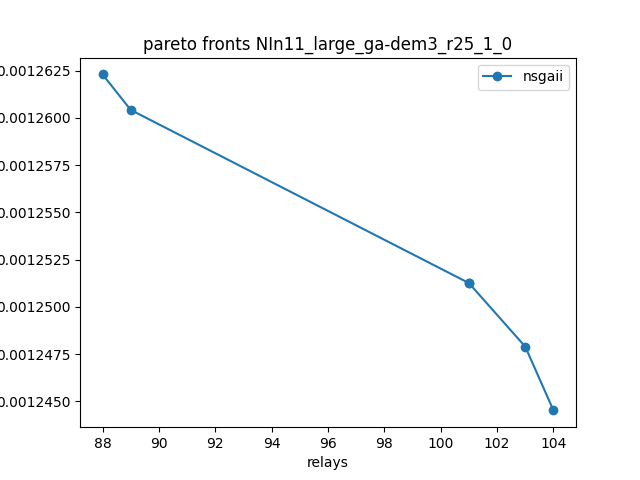 pareto fronts NIn11_large_ga-dem3_r25_1_0
nsgaii
0.0012625
0.0012600
0.0012575
0.0012550
0.0012525
0.0012500
0.0012475
0.0012450
88 90 92 94 96 98 100 102 104
relays